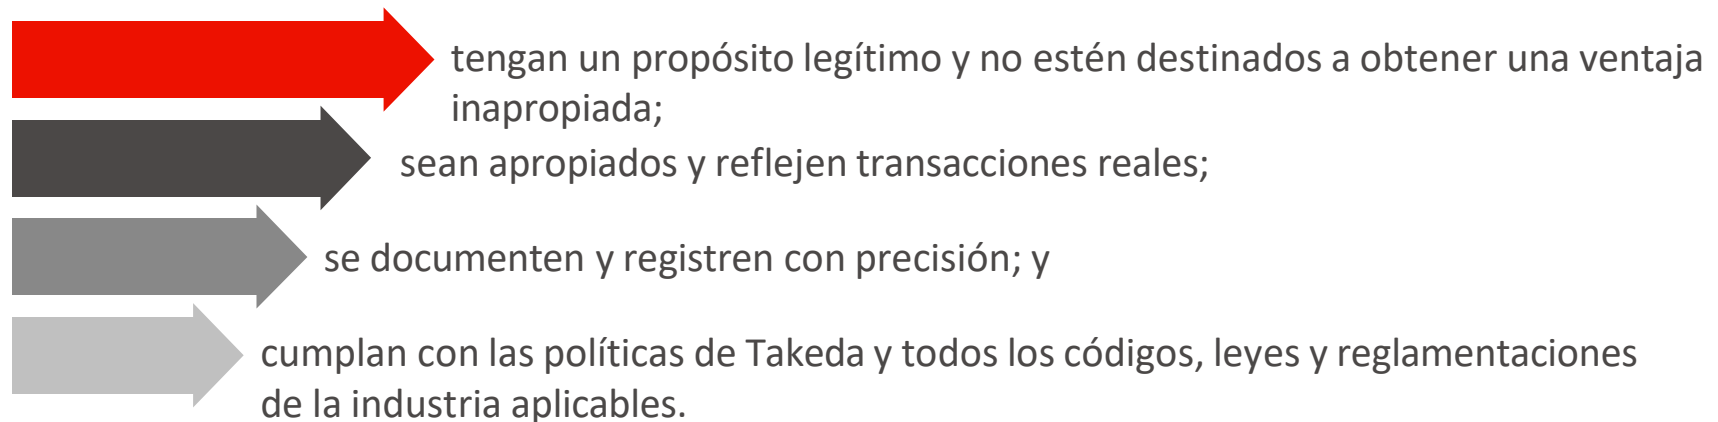 tengan un propósito legítimo y no estén destinados a obtener una ventaja
inapropiada;
sean apropiados y reflejen transacciones reales;
se documenten y registren con precisión; y
cumplan con las políticas de Takeda y todos los códigos, leyes y reglamentaciones
de la industria aplicables.